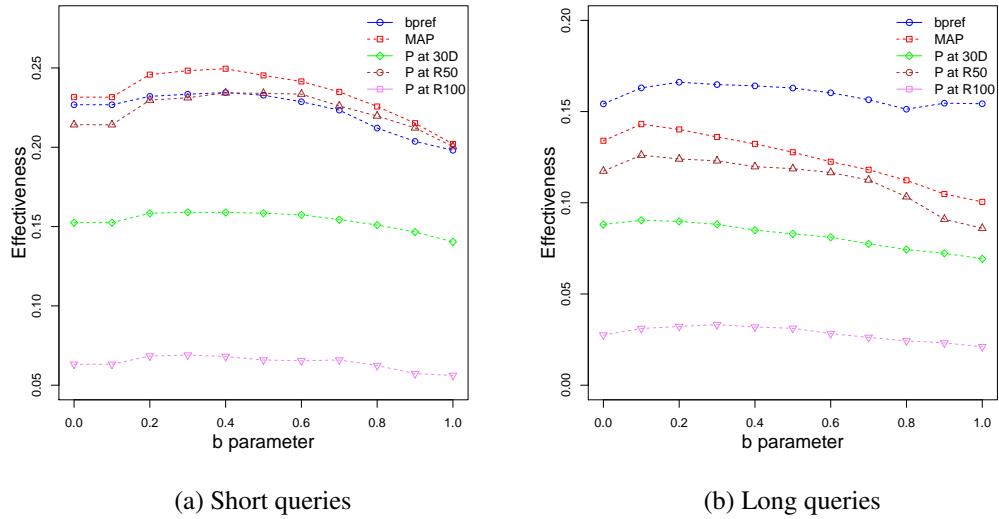 bpref
MAP
P at 30D
P at R50
P at R100
Effectiveness
0.25
0.20
0.15
0.10
0.05
0.0 0.2 0.4 0.6 0.8 1.0
b parameter
(a) Short queries
bpref
MAP
P at 30D
P at R50
P at R100
Effectiveness
0.20
0.15
0.10
0.05
0.00
0.0 0.2 0.4 0.6 0.8 1.0
b parameter
(b) Long queries